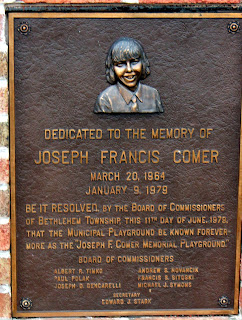 DEDICATED TO THE MEMORY OF
JOSEPH FRANCIS COMER
MARCH 20, 1964
JANUARY 9, 1979
BE IT RESOLVED, BY THE BOARD OF COMMISSIONERS
OF BETHLEHEM TOWNSHIP, THIS 11TH DAY OF JUNE, 1979,
THAT THE MUNICIPAL PLAYGROUND BE KNOWN FOREVER-
MORE AS THE JOSEPH F. COMER MEMORIAL PLAYGROUND."
BOARD OF COMMISSIONERS
ALBERT R. TIMKO ANDREW S. NOVANCIK
PAUL POLAK FRANCIS S. SITOSKI
JOSEPH D. GENCARELLI MICHAEL J. SYMONS
SECRETARY
EDWARD J. STARK